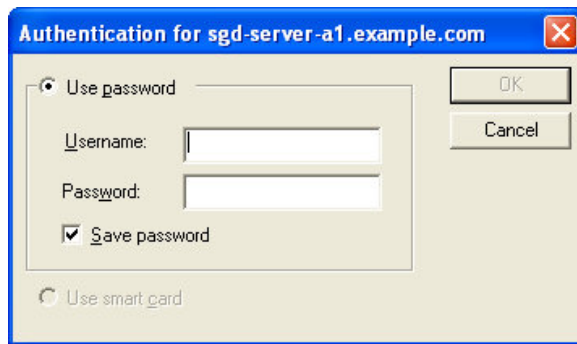 Authentication for sgd-server-a1.example.com
Use password
OK
Username:
Cancel
Password:
Save password
Use smart card